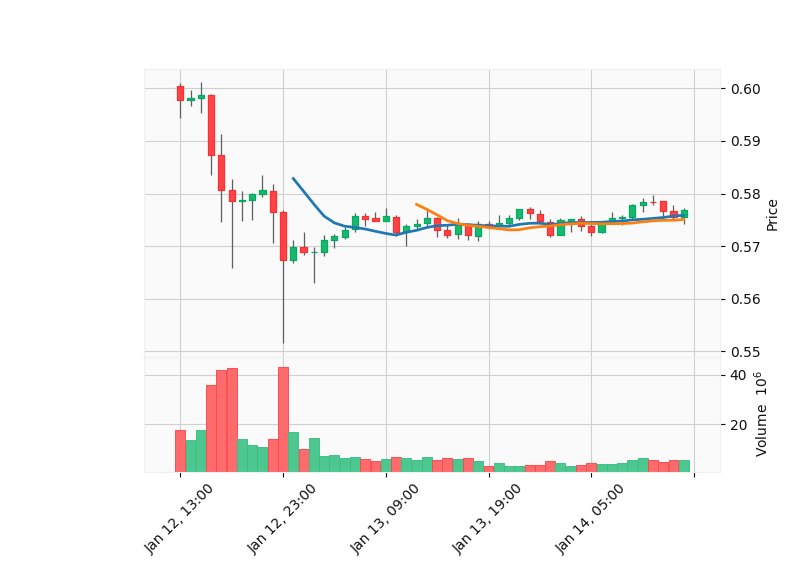 0.60
0.59
0.58
0.57
0.56
0.55
Price
40
20
Volume 10⁶
Jan 12, 13:00
Jan 12, 23:00
Jan 13, 09:00
Jan 13, 19:00
Jan 14, 05:00